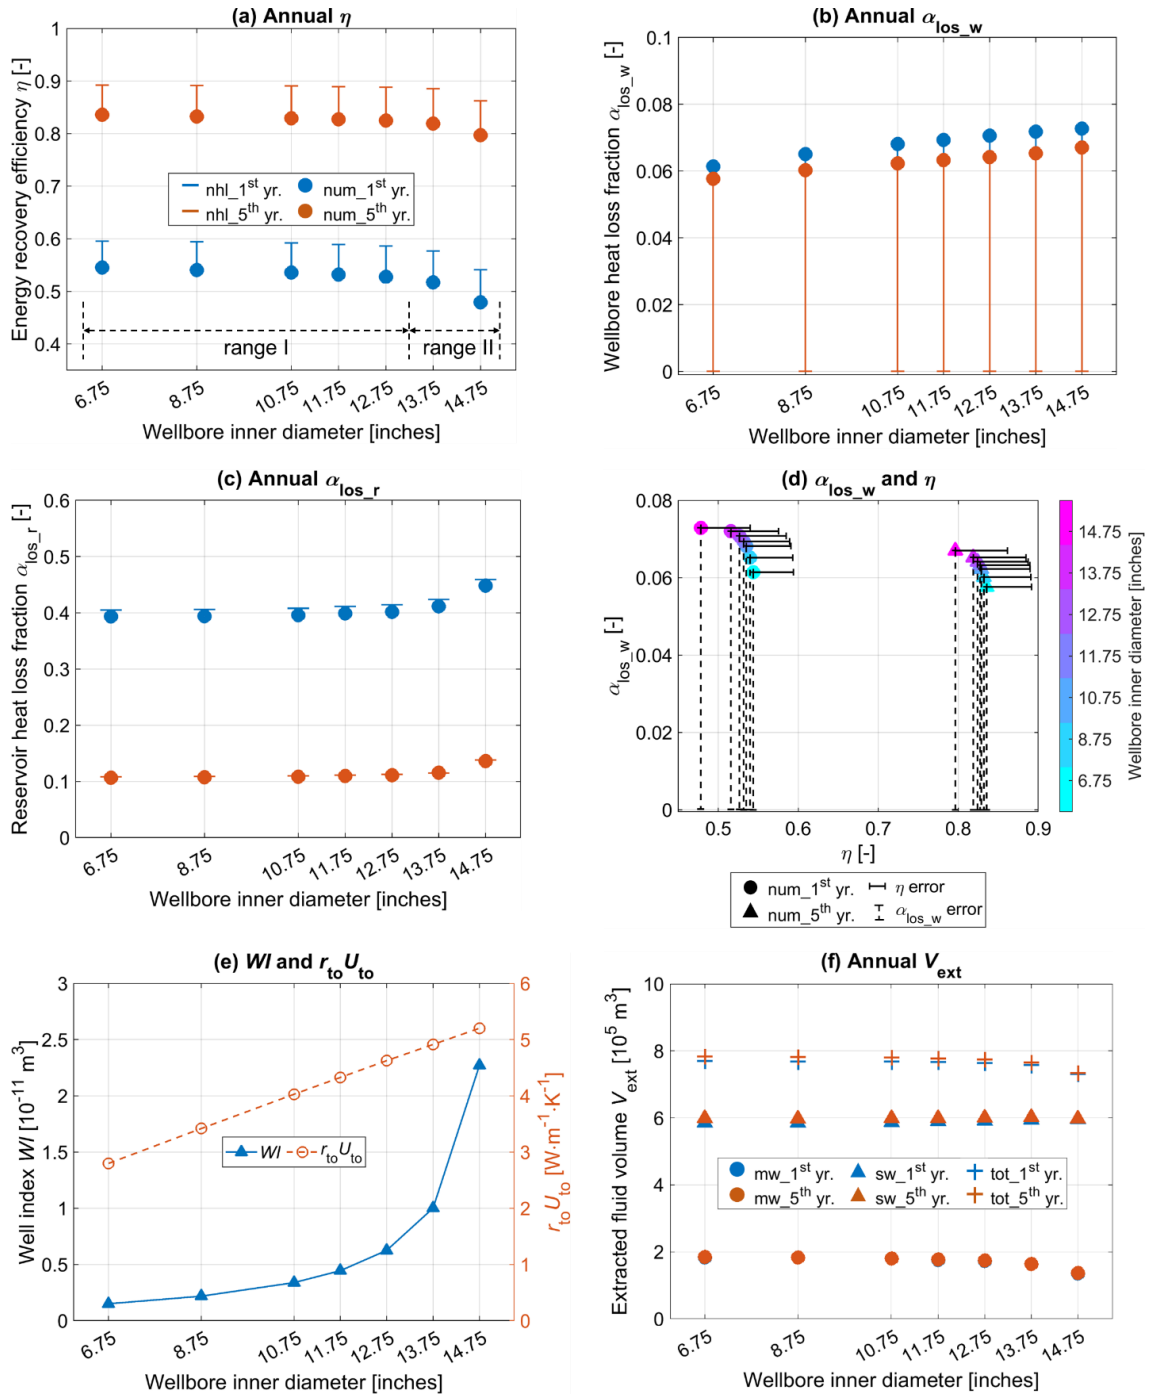 (a) Annual η
Energy recovery efficiency η [-]
1
0.9
0.8
0.7
0.6
0.5
0.4
nhl_1st yr.
num_1st yr.
nhl_5th yr.
num_5th yr.
range I
range II
6.75
8.75
10.75
11.75
12.75
13.75
14.75
Wellbore inner diameter [inches]
(b) Annual αlos_w
Wellbore heat loss fraction αlos_w [-]
0.1
0.08
0.06
0.04
0.02
0
6.75
8.75
10.75
11.75
12.75
13.75
14.75
Wellbore inner diameter [inches]
(c) Annual αlos_r
Reservoir heat loss fraction αlos_r [-]
0.6
0.5
0.4
0.3
0.2
0.1
0
6.75
8.75
10.75
11.75
12.75
13.75
14.75
Wellbore inner diameter [inches]
(d) αlos_w and η
αlos_w [-]
0.08
0.06
0.04
0.02
0
0.5
0.6
0.7
0.8
0.9
η [-]
14.75
13.75
12.75
11.75
10.75
8.75
6.75
Wellbore inner diameter [inches]
num_1st yr.
η error
num_5th yr.
αlos_w error
(e) WI and rtoUto
Well index WI [10-11 m3]
3
2.5
2
1.5
1
0.5
0
WI
rtoUto
6
5
4
3
2
1
0
rtoUto [W·m-1·K-1]
6.75
8.75
10.75
11.75
12.75
13.75
14.75
Wellbore inner diameter [inches]
(f) Annual Vext
Extracted fluid volume Vext [105 m3]
10
8
6
4
2
0
mw_1st yr.
sw_1st yr.
tot_1st yr.
mw_5th yr.
sw_5th yr.
tot_5th yr.
6.75
8.75
10.75
11.75
12.75
13.75
14.75
Wellbore inner diameter [inches]